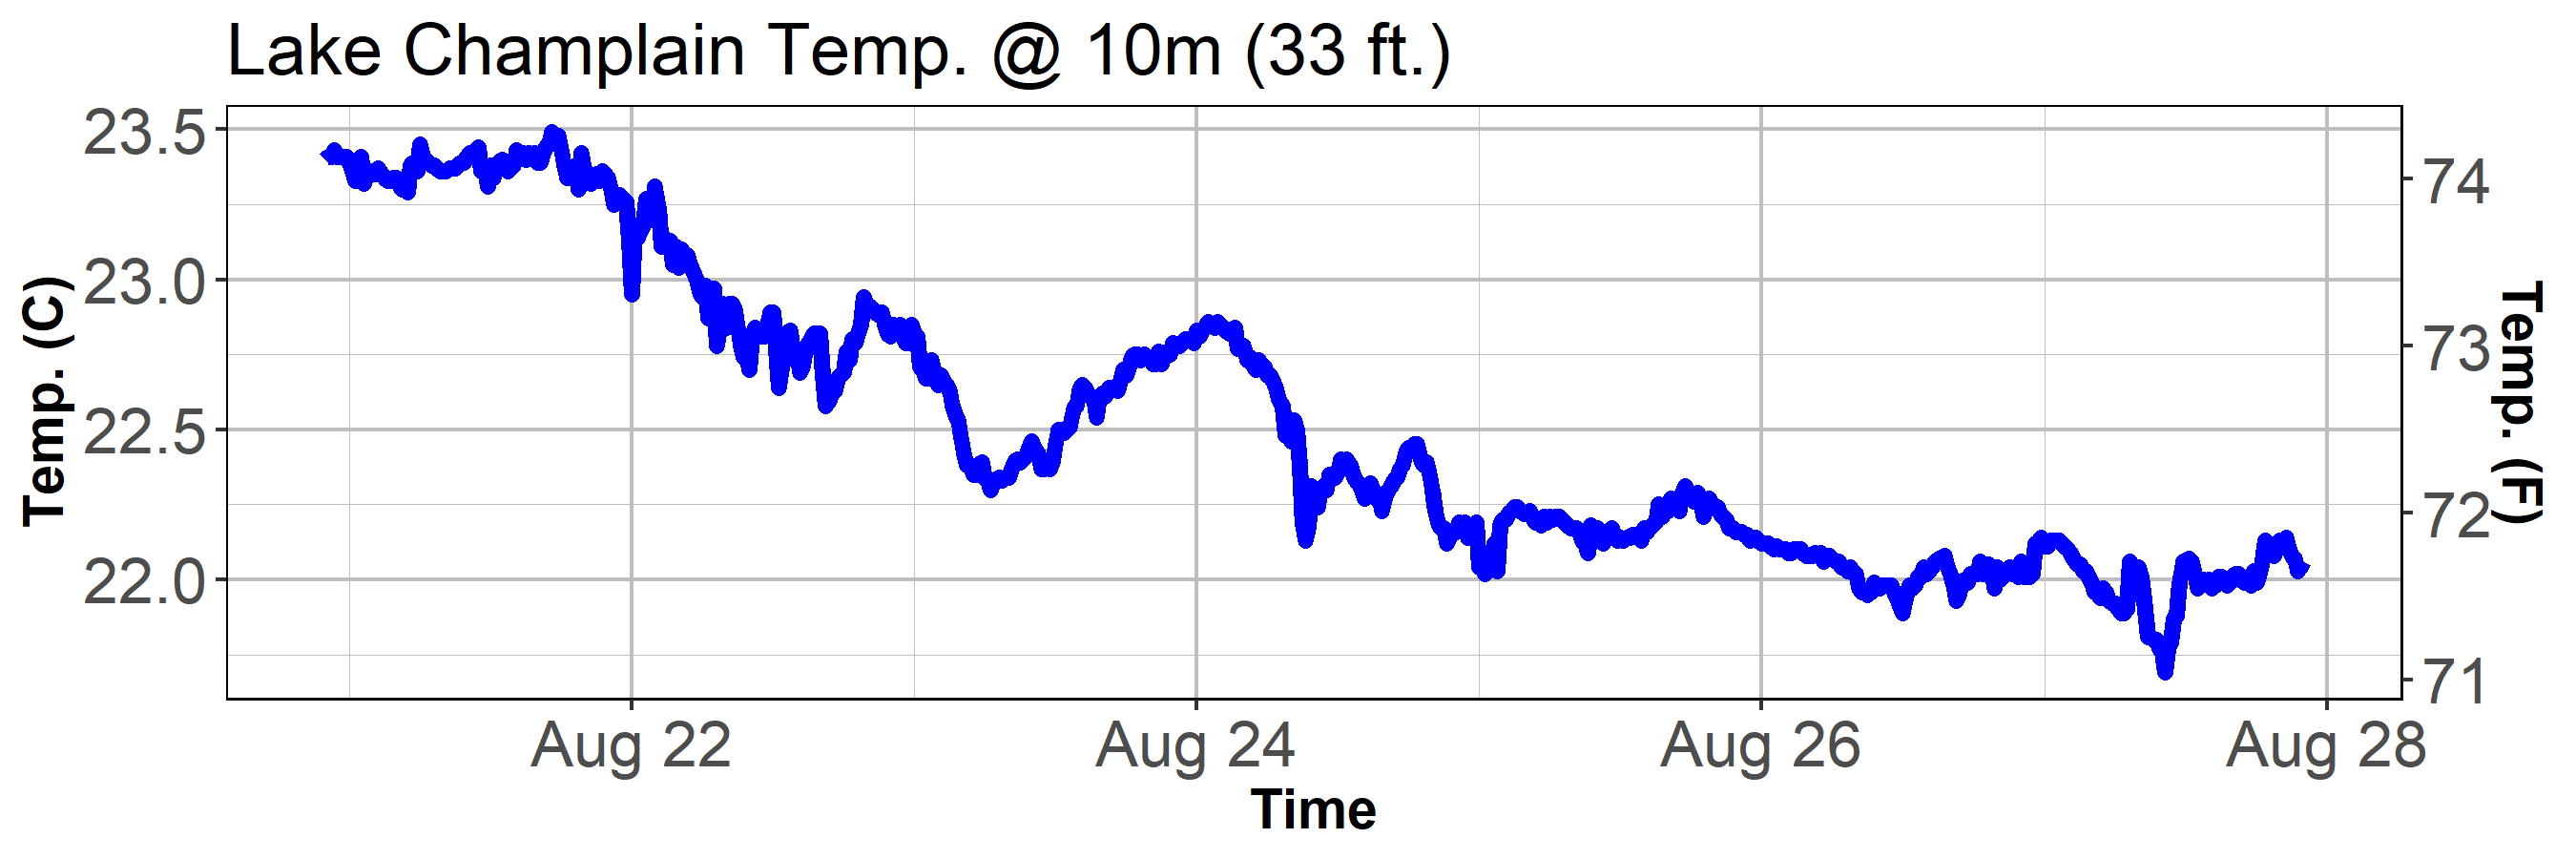 Lake Champlain Temp. @ 10m (33 ft.)
23.5
23.0
22.5
22.0
Temp. (C)
74
73
72
71
Temp. (F)
Aug 22 Aug 24 Aug 26 Aug 28
Time